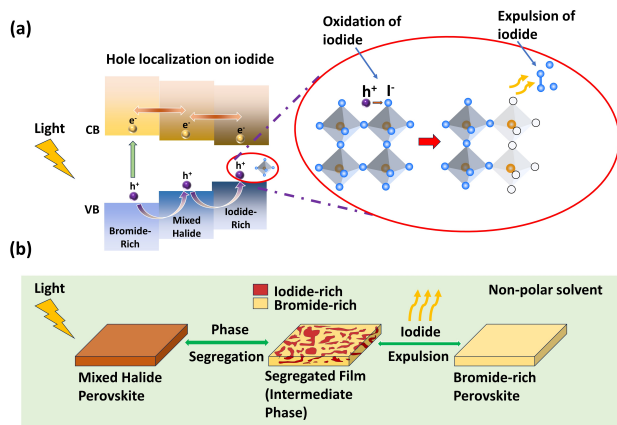 (a)
Hole localization on iodide
Oxidation of
iodide
Expulsion of
iodide
Light
CB
e-
e-
e-
h+ I-
h+
h+
e-
h+
VB
Bromide-
Rich
Mixed
Halide
Iodide-
Rich
(b)
Light
Iodide-rich
Bromide-rich
Non-polar solvent
Phase
Segregation
Iodide
Expulsion
Mixed Halide
Perovskite
Segregated Film
(Intermediate
Phase)
Bromide-rich
Perovskite